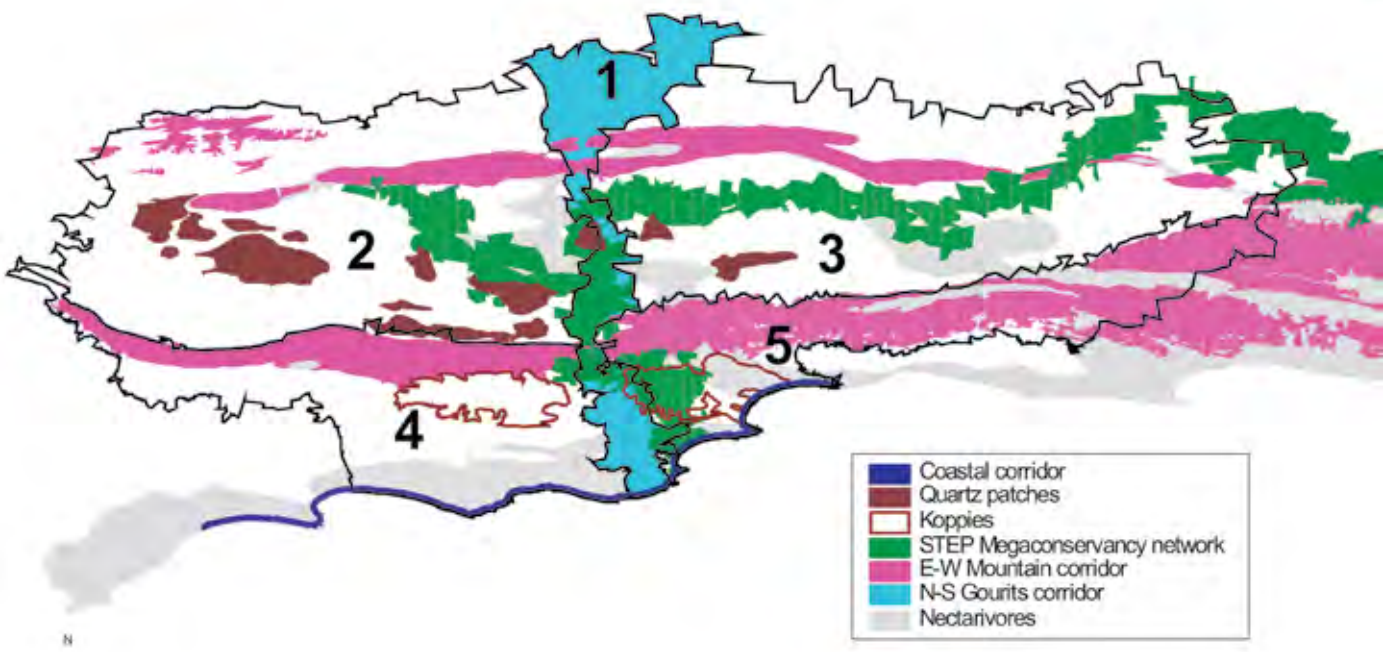 1
2
3
5
4
Coastal corridor
Quartz patches
Koppies
STEP Megaconservancy network
E-W Mountain corridor
N-S Gourits corridor
Nectarivores
N